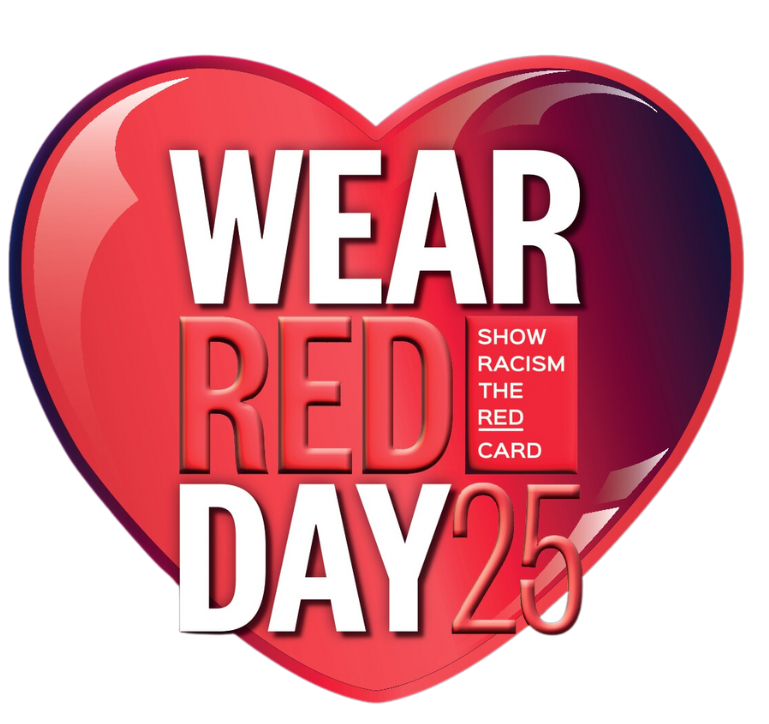 WEAR
RED
SHOW
RACISM
THE
RED
CARD
DAY25